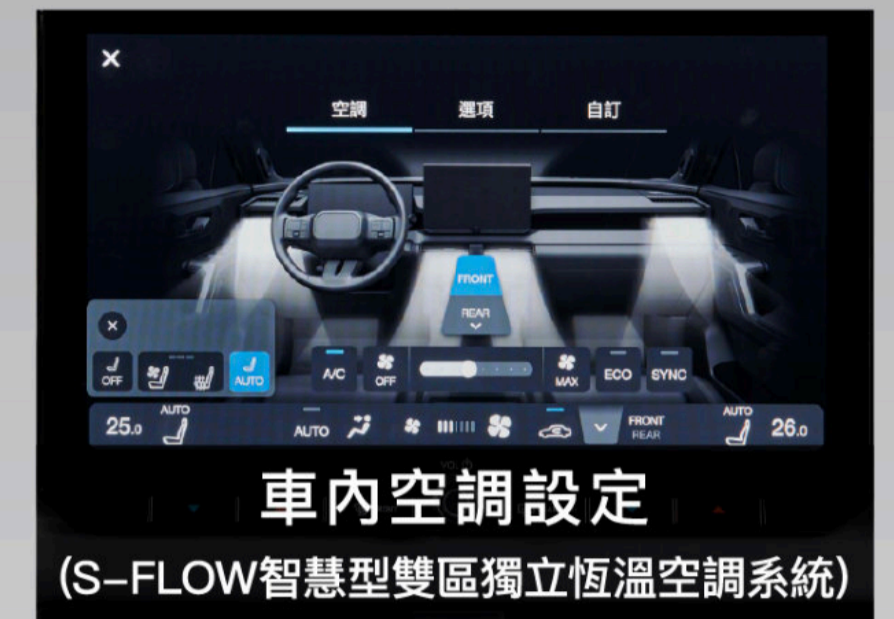 空調 選項 自訂
FRONT
REAR
OFF AUTO A/C OFF MAX ECO SYNC
25.0 AUTO AUTO FRONT REAR AUTO 26.0
車內空調設定
(S-FLOW智慧型雙區獨立恆溫空調系統)